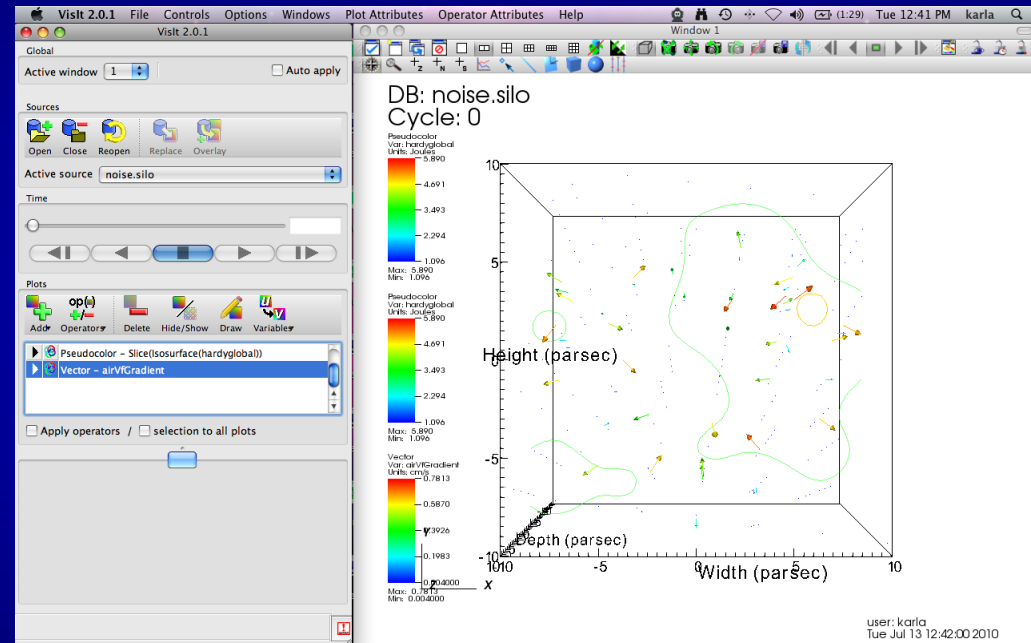 VisIt 2.0.1 File Controls Options Windows Plot Attributes Operator Attributes Help (1:29) Tue 12:41 PM karla
VisIt 2.0.1
Global
Active window 1 Auto apply
Sources
Open Close Reopen Replace Overlay
Active source noise.silo
Time
Plots
op(u)
Add Operators Delete Hide/Show Draw Variables
Pseudocolor - Slice(Isosurface(hardyglobal))
Vector - airVfGradient
Apply operators / selection to all plots
Window 1
DB: noise.silo
Cycle: 0
Pseudocolor
Var: hardyglobal
Units: Joules
5.890
4.691
3.493
2.294
1.096
Max: 5.890
Min: 1.096
Pseudocolor
Var: hardyglobal
Units: Joules
5.890
4.691
3.493
2.294
1.096
Max: 5.890
Min: 1.096
Vector
Var: airVfGradient
Units: cm/s
0.7813
0.5870
0.3926
0.1983
0.004000
Max: 0.7813
Min: 0.004000
Y
Z
X
10
5
Height (parsec)
0
-5
-10
Depth (parsec)
-5
0
5
10
Width (parsec)
user: karla
Tue Jul 13 12:42:00 2010